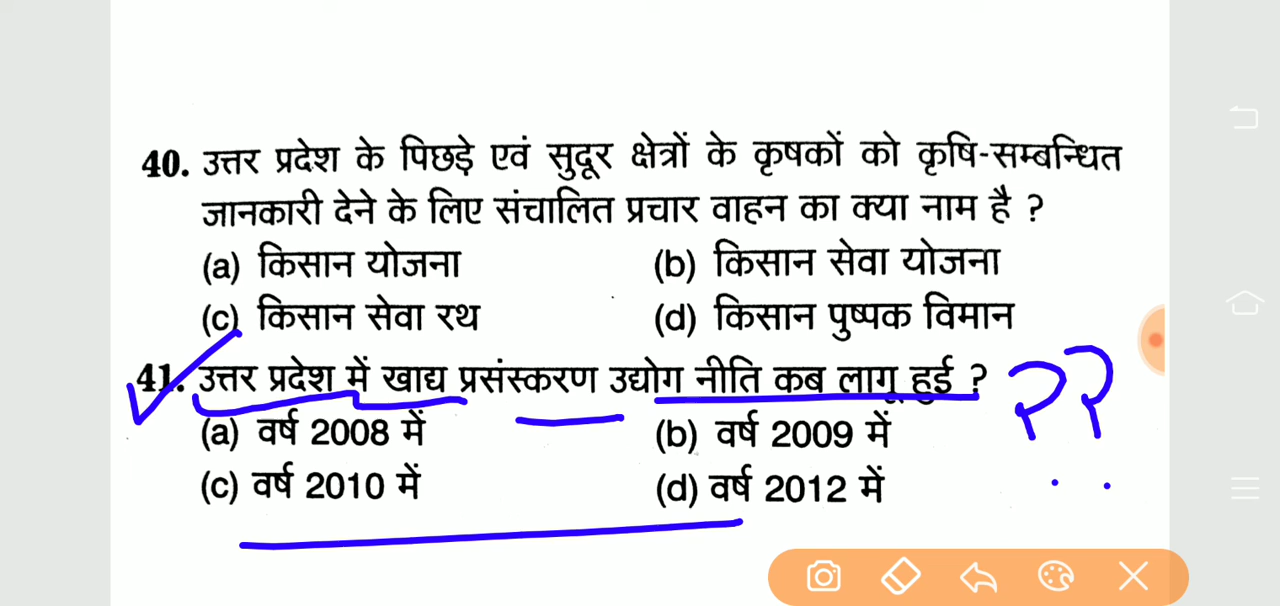 40. उत्तर प्रदेश के पिछड़े एवं सुदूर क्षेत्रों के कृषकों को कृषि-सम्बन्धित
जानकारी देने के लिए संचालित प्रचार वाहन का क्या नाम है ?
(a) किसान योजना (b) किसान सेवा योजना
(c) किसान सेवा रथ (d) किसान पुष्पक विमान
41. उत्तर प्रदेश में खाद्य प्रसंस्करण उद्योग नीति कब लागू हुई ?
??
(a) वर्ष 2008 में (b) वर्ष 2009 में
(c) वर्ष 2010 में (d) वर्ष 2012 में